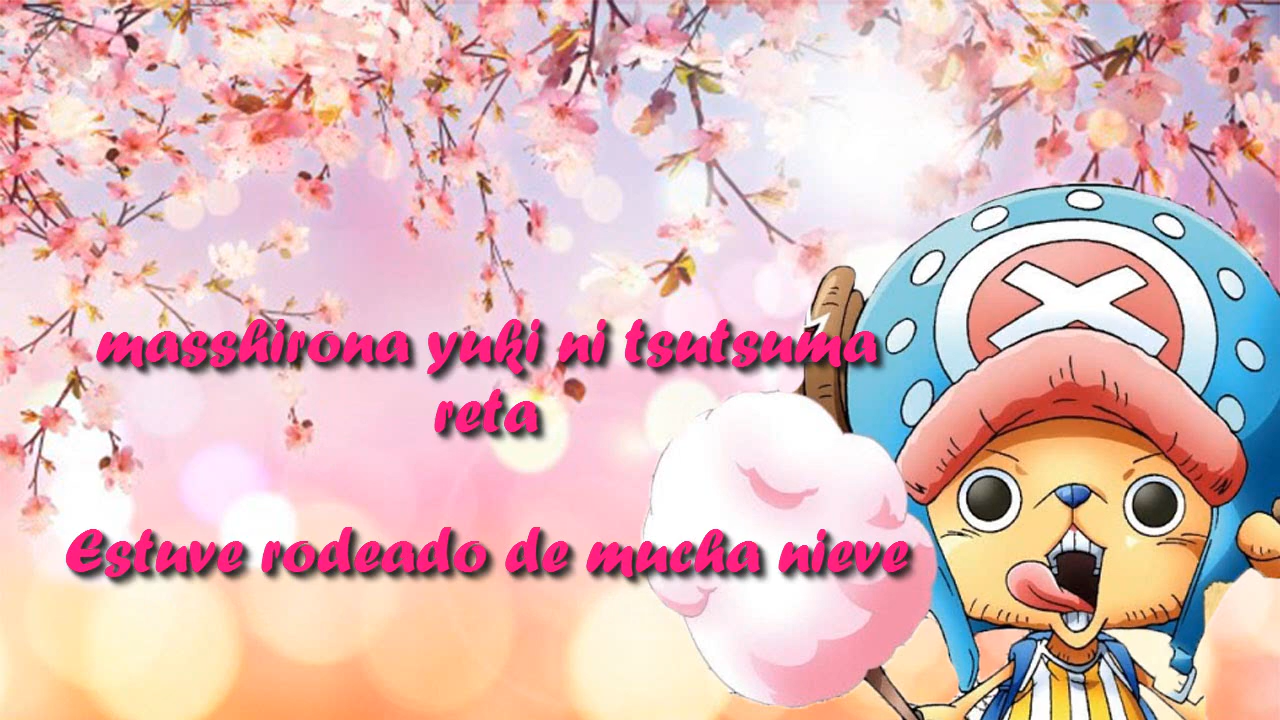 masshirona yuki ni tsutsuma
reta
Estuve rodeado de mucha nieve